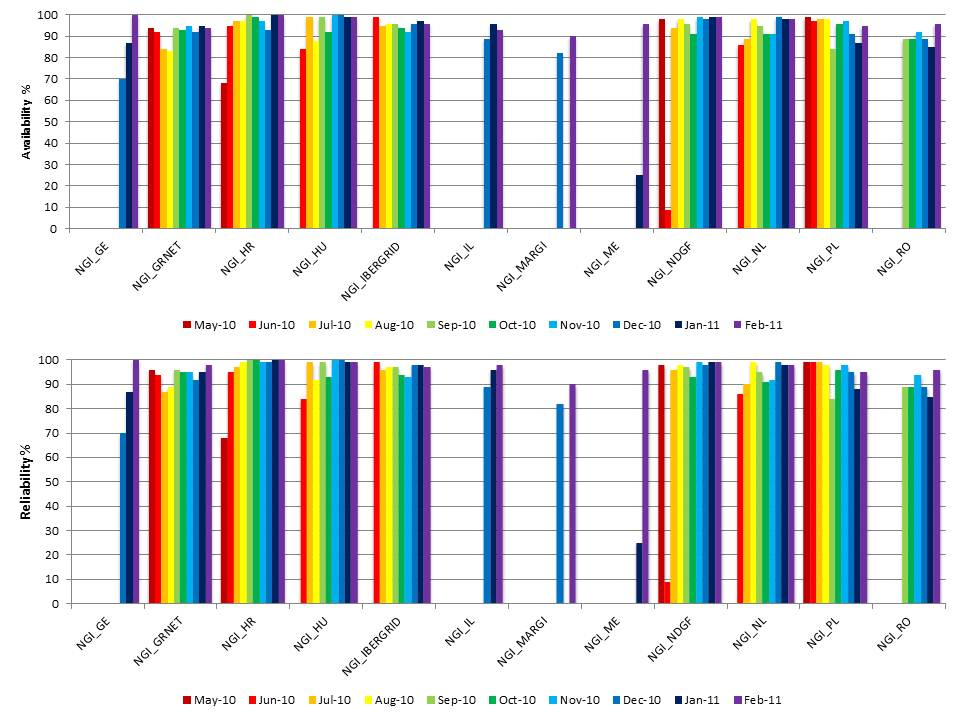 100
90
80
70
60
50
40
30
20
10
0
Availability %
NGI_GE
NGI_GRNET
NGI_HR
NGI_HU
NGI_IBERGRID
NGI_IL
NGI_MARGI
NGI_ME
NGI_NDGF
NGI_NL
NGI_PL
NGI_RO
May-10 Jun-10 Jul-10 Aug-10 Sep-10 Oct-10 Nov-10 Dec-10 Jan-11 Feb-11
100
90
80
70
60
50
40
30
20
10
0
Reliability %
NGI_GE
NGI_GRNET
NGI_HR
NGI_HU
NGI_IBERGRID
NGI_IL
NGI_MARGI
NGI_ME
NGI_NDGF
NGI_NL
NGI_PL
NGI_RO
May-10 Jun-10 Jul-10 Aug-10 Sep-10 Oct-10 Nov-10 Dec-10 Jan-11 Feb-11